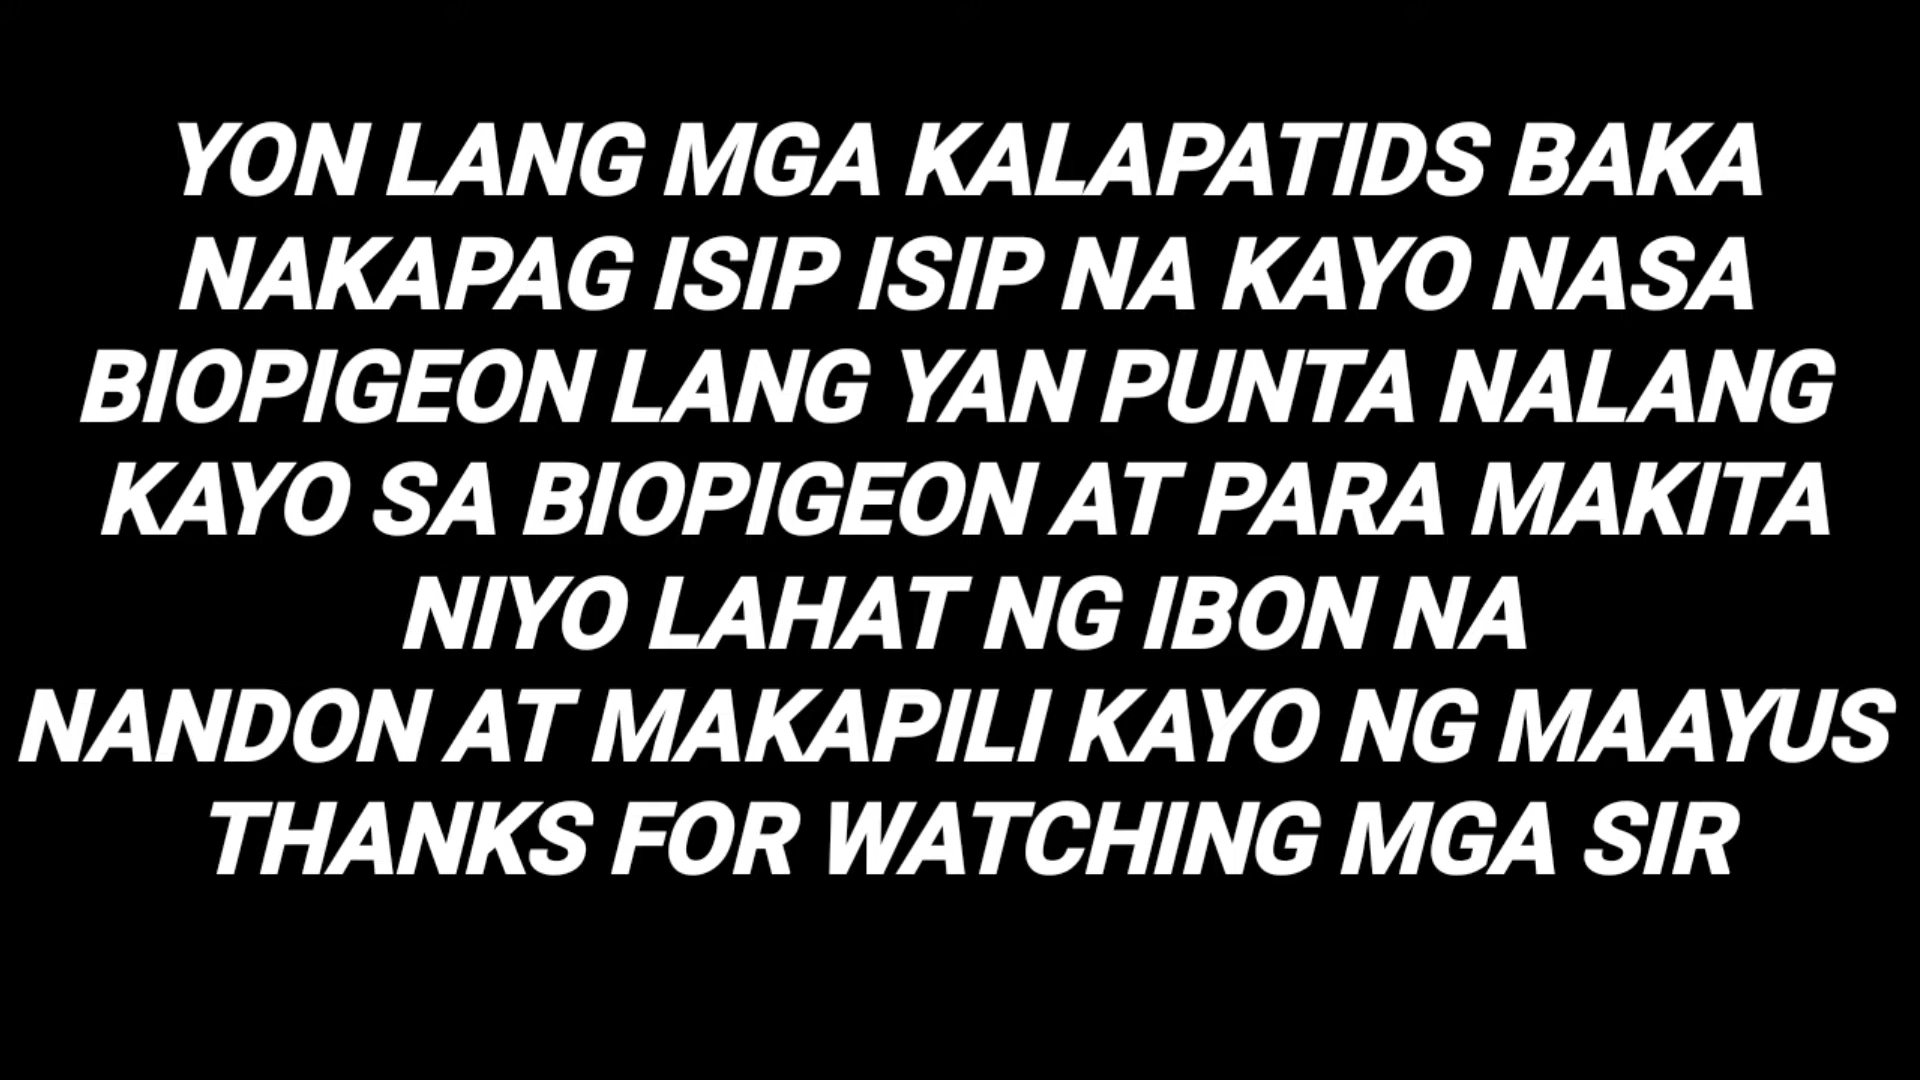 YON LANG MGA KALAPATIDS BAKA
NAKAPAG ISIP ISIP NA KAYO NASA
BIOPIGEON LANG YAN PUNTA NALANG
KAYO SA BIOPIGEON AT PARA MAKITA
NIYO LAHAT NG IBON NA
NANDON AT MAKAPILI KAYO NG MAAYUS
THANKS FOR WATCHING MGA SIR